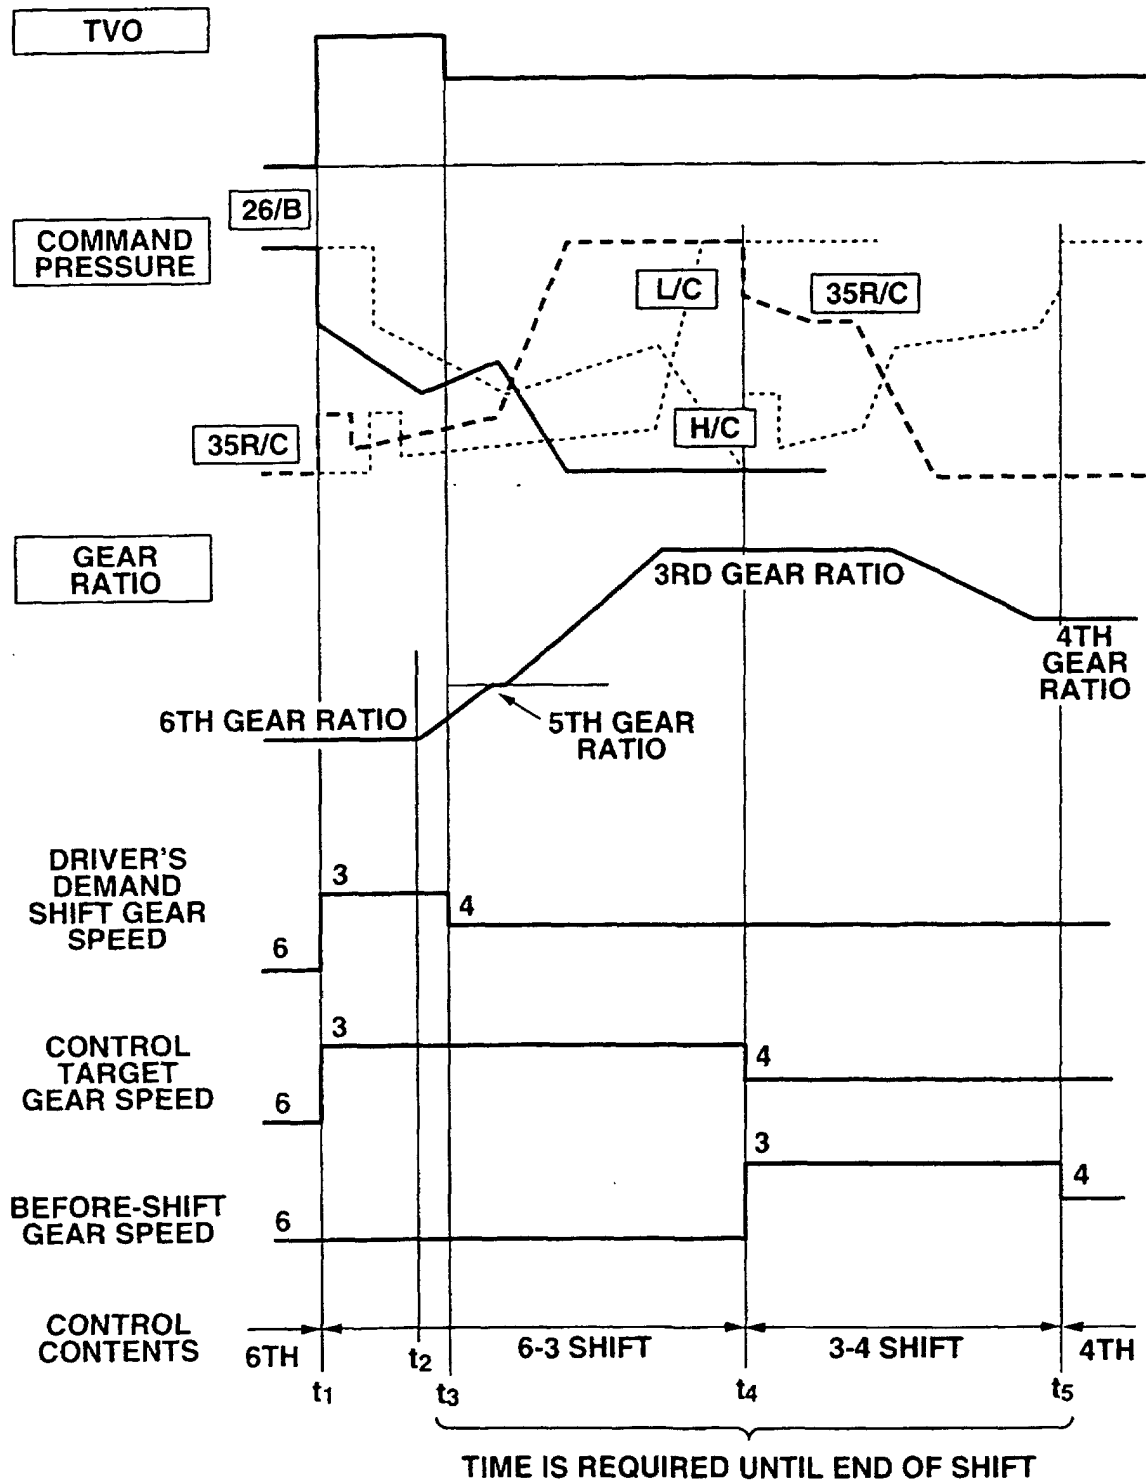 TVO
26/B
COMMAND
PRESSURE
L/C
35R/C
35R/C
H/C
GEAR
RATIO
3RD GEAR RATIO
4TH
GEAR
RATIO
6TH GEAR RATIO
5TH GEAR
RATIO
DRIVER'S
DEMAND
SHIFT GEAR
SPEED
3
4
6
CONTROL
TARGET
GEAR SPEED
3
4
6
BEFORE-SHIFT
GEAR SPEED
3
4
6
CONTROL
CONTENTS
6TH
6-3 SHIFT
3-4 SHIFT
4TH
t1
t2
t3
t4
t5
TIME IS REQUIRED UNTIL END OF SHIFT